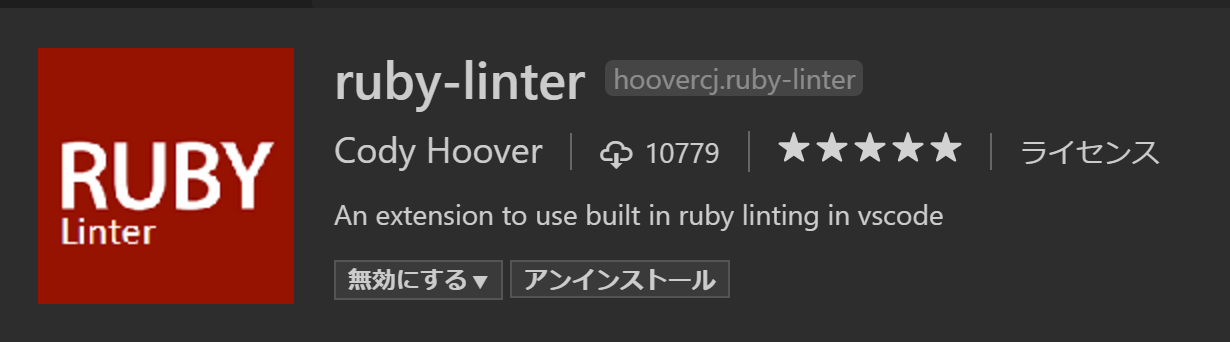 RUBY
Linter
ruby-linter hoovercj.ruby-linter
Cody Hoover 10779 ライセンス
An extension to use built in ruby linting in vscode
無効にする▼ アンインストール